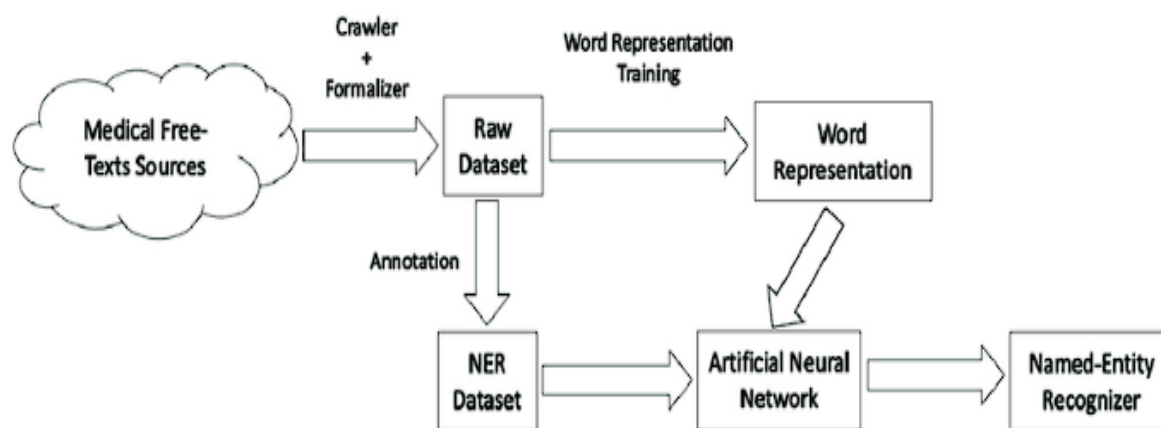 Crawler
+
Formalizer
Word Representation
Training
Medical Free-
Texts Sources
Raw
Dataset
Word
Representation
Annotation
NER
Dataset
Artificial Neural
Network
Named-Entity
Recognizer